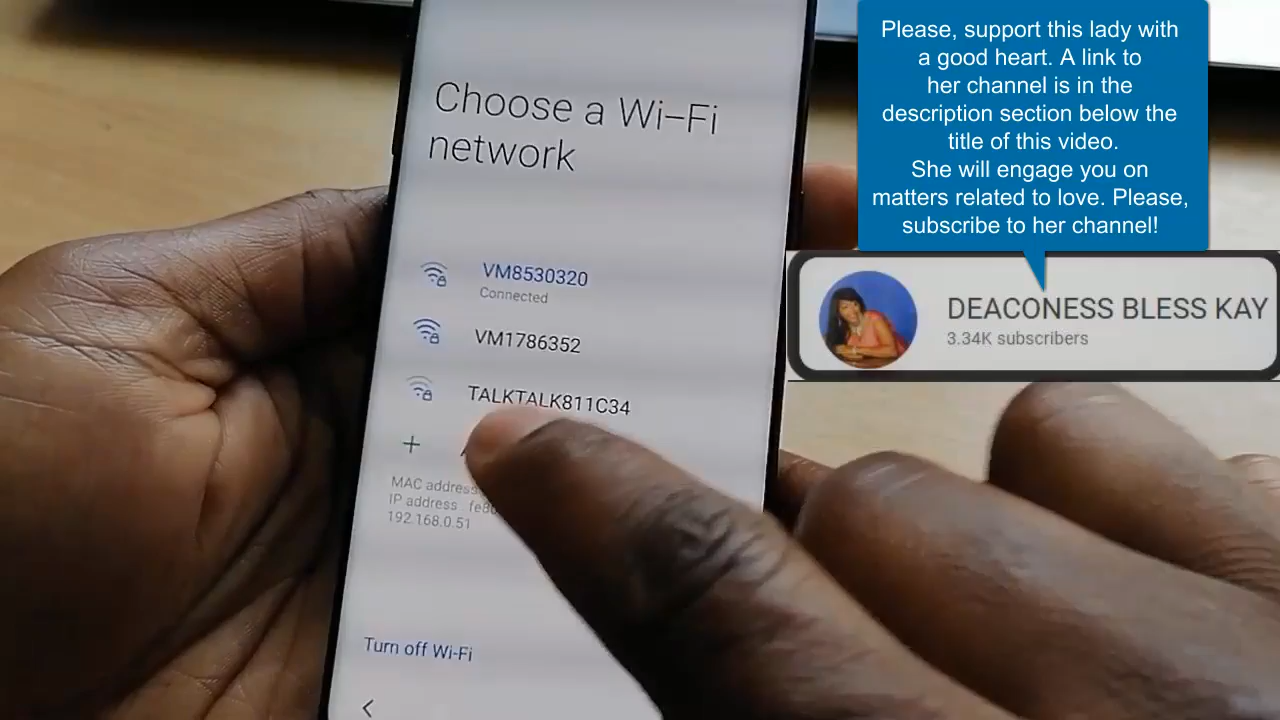 Choose a Wi-Fi
network
VM8530320
Connected
VM1786352
TALKTALK811C34
+
MAC address
IP address fe80
192.168.0.51
Turn off Wi-Fi
Please, support this lady with
a good heart. A link to
her channel is in the
description section below the
title of this video.
She will engage you on
matters related to love. Please,
subscribe to her channel!
DEACONESS BLESS KAY
3.34K subscribers